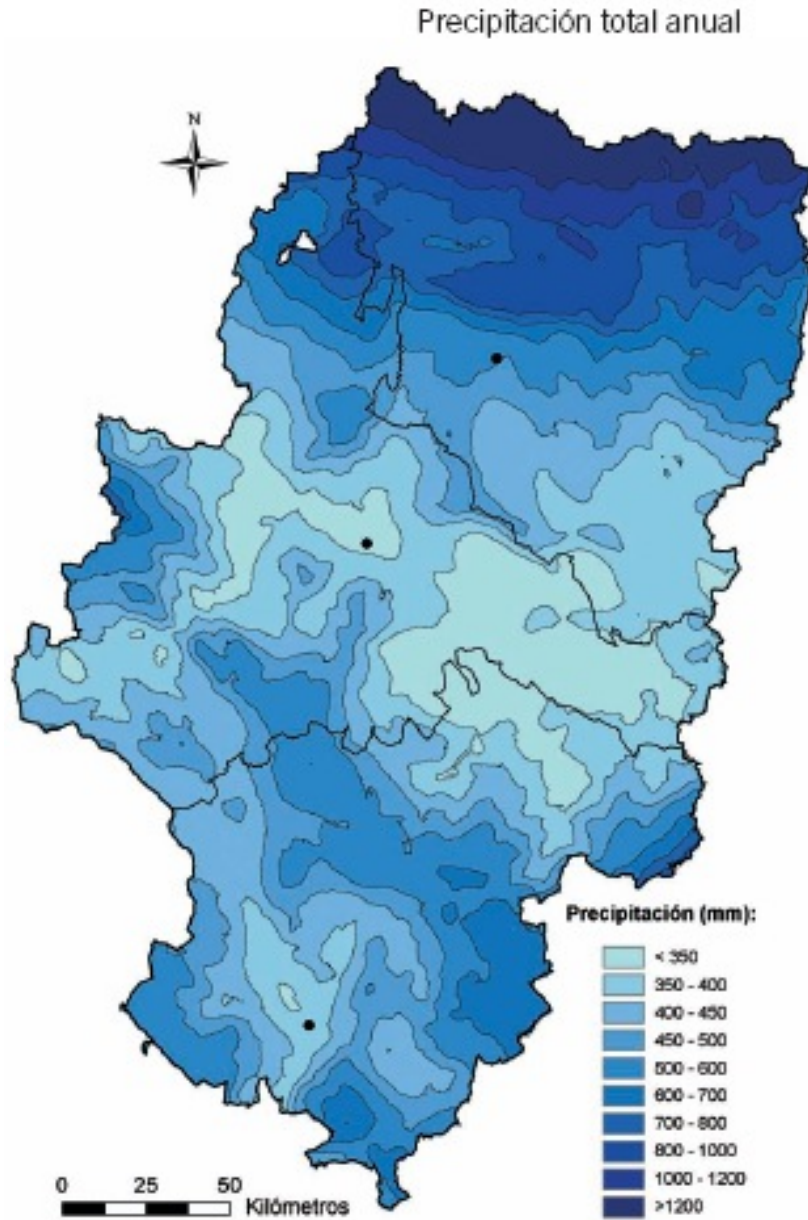 Precipitación total anual
N
Precipitación (mm):
< 350
350 - 400
400 - 450
450 - 500
500 - 600
600 - 700
700 - 800
800 - 1000
1000 - 1200
>1200
0 25 50
Kilómetros